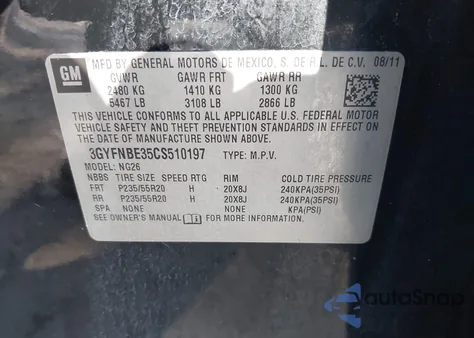 GM
MFD BY GENERAL MOTORS DE MEXICO, S. DE R.L. DE C.V. 08/11
GVWR GAWR FRT GAWR RR
2480 KG 1410 KG 1300 KG
5467 LB 3108 LB 2866 LB
THIS VEHICLE CONFORMS TO ALL APPLICABLE U.S. FEDERAL MOTOR
VEHICLE SAFETY AND THEFT PREVENTION STANDARDS IN EFFECT ON
THE DATE OF MANUFACTURE SHOWN ABOVE.
3GYFNBE35CS510197 TYPE: M.P.V.
MODEL: NG26
NBBS TIRE SIZE SPEED RTG RIM COLD TIRE PRESSURE
FRT P235/55R20 H 20X8J 240KPA(35PSI)
RR P235/55R20 H 20X8J 240KPA(35PSI)
SPA NONE NONE KPA(PSI)
SEE OWNER'S MANUAL FOR ADDITIONAL INFORMATION
autoSnap